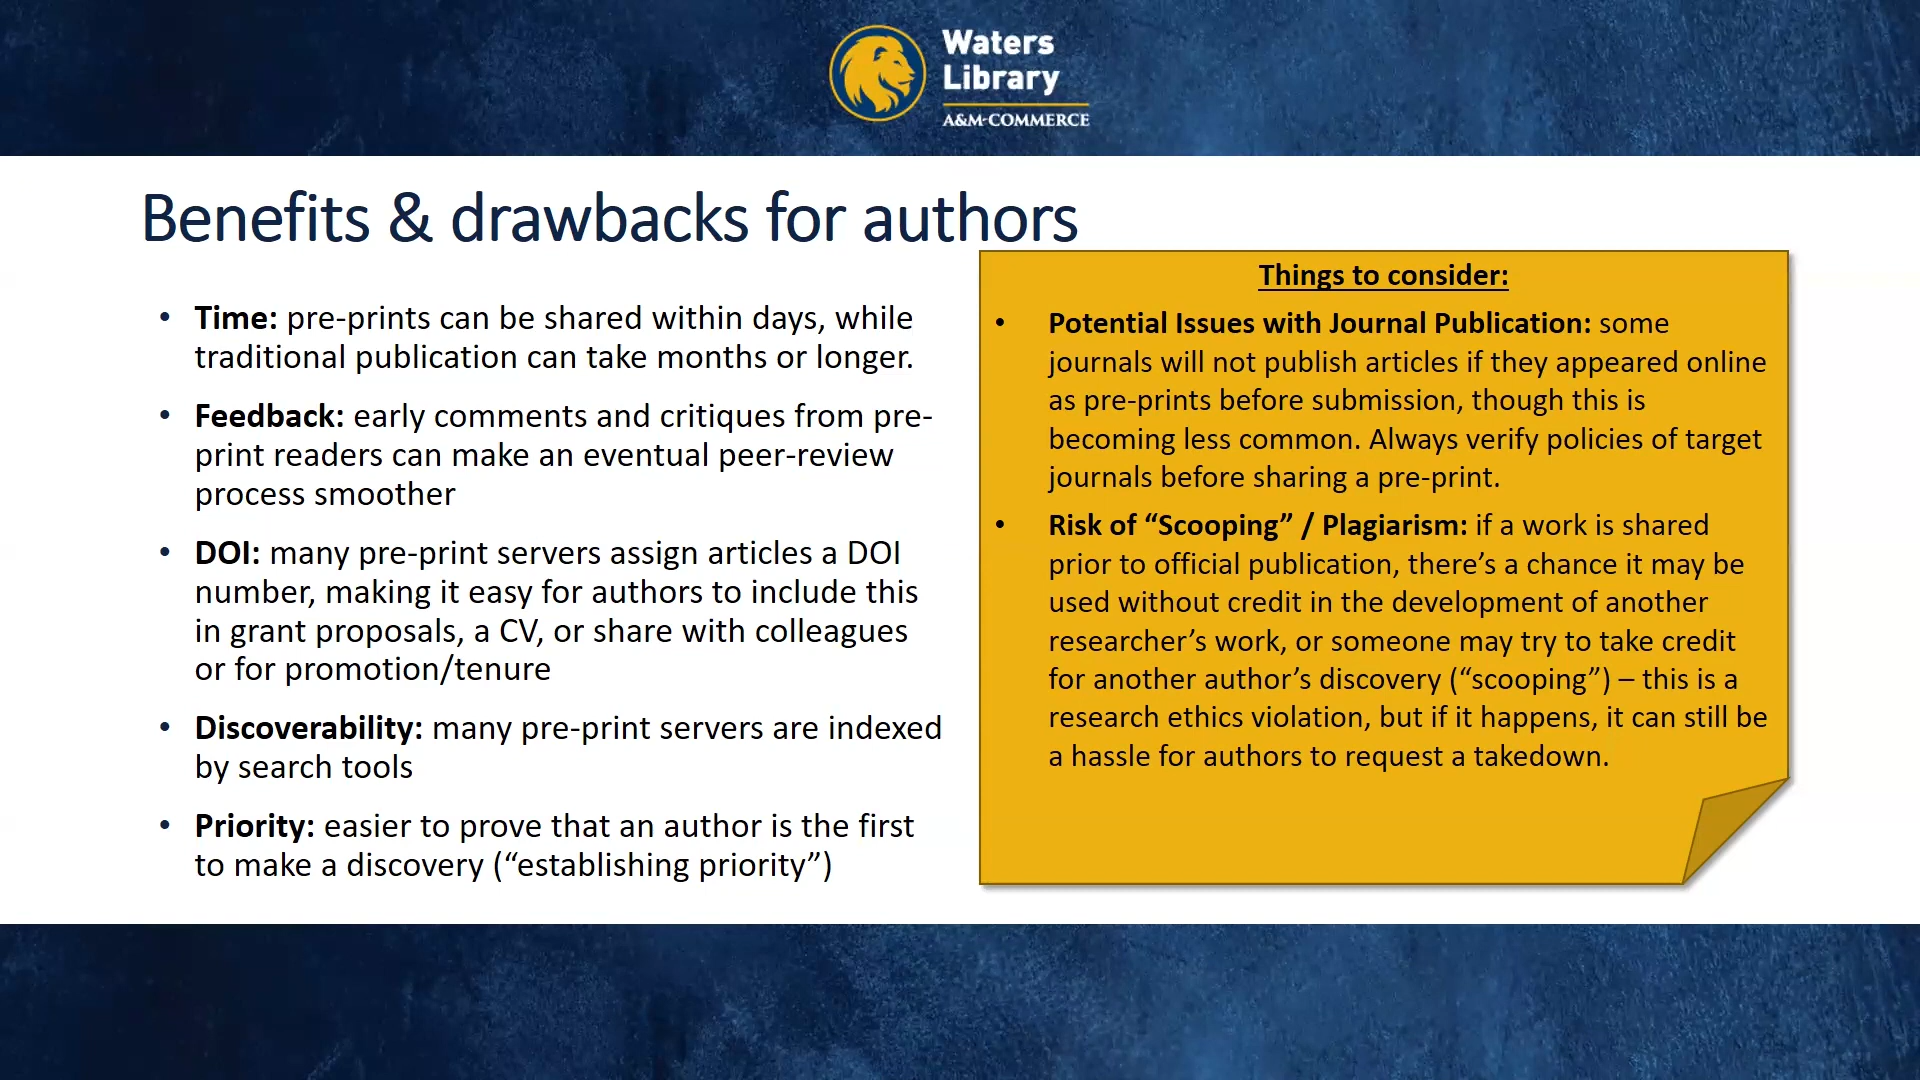 Waters
Library
A&M-COMMERCE
Benefits & drawbacks for authors
• Time: pre-prints can be shared within days, while
traditional publication can take months or longer.
• Feedback: early comments and critiques from pre-
print readers can make an eventual peer-review
process smoother
• DOI: many pre-print servers assign articles a DOI
number, making it easy for authors to include this
in grant proposals, a CV, or share with colleagues
or for promotion/tenure
• Discoverability: many pre-print servers are indexed
by search tools
• Priority: easier to prove that an author is the first
to make a discovery (“establishing priority”)
Things to consider:
• Potential Issues with Journal Publication: some
journals will not publish articles if they appeared online
as pre-prints before submission, though this is
becoming less common. Always verify policies of target
journals before sharing a pre-print.
• Risk of “Scooping” / Plagiarism: if a work is shared
prior to official publication, there’s a chance it may be
used without credit in the development of another
researcher’s work, or someone may try to take credit
for another author’s discovery (“scooping”) – this is a
research ethics violation, but if it happens, it can still be
a hassle for authors to request a takedown.